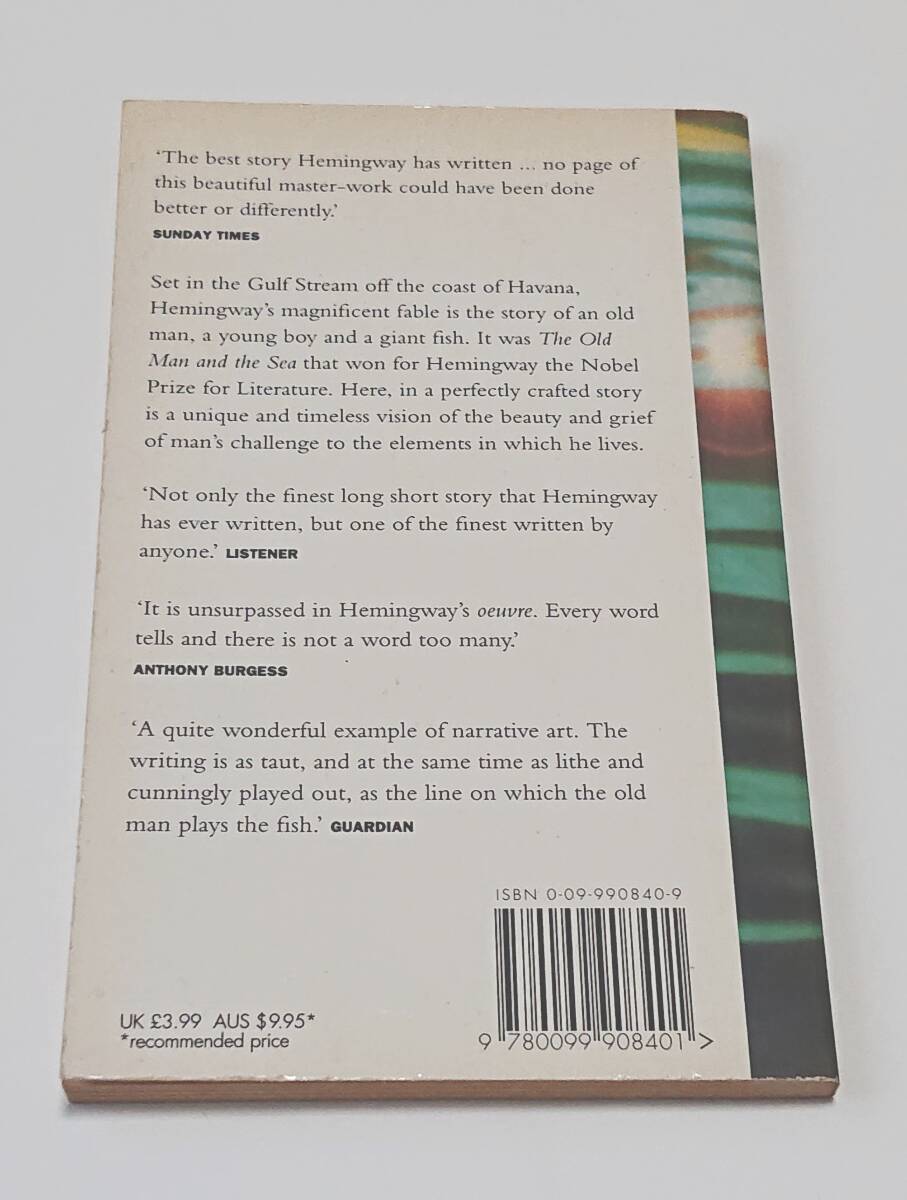 ‘The best story Hemingway has written ... no page of
this beautiful master-work could have been done
better or differently.’
SUNDAY TIMES
Set in the Gulf Stream off the coast of Havana,
Hemingway’s magnificent fable is the story of an old
man, a young boy and a giant fish. It was The Old
Man and the Sea that won for Hemingway the Nobel
Prize for Literature. Here, in a perfectly crafted story
is a unique and timeless vision of the beauty and grief
of man’s challenge to the elements in which he lives.
‘Not only the finest long short story that Hemingway
has ever written, but one of the finest written by
anyone.’ LISTENER
‘It is unsurpassed in Hemingway’s oeuvre. Every word
tells and there is not a word too many.’
ANTHONY BURGESS
‘A quite wonderful example of narrative art. The
writing is as taut, and at the same time as lithe and
cunningly played out, as the line on which the old
man plays the fish.’ GUARDIAN
ISBN 0-09-990840-9
9 780099 908401 >
UK £3.99 AUS $9.95*
*recommended price